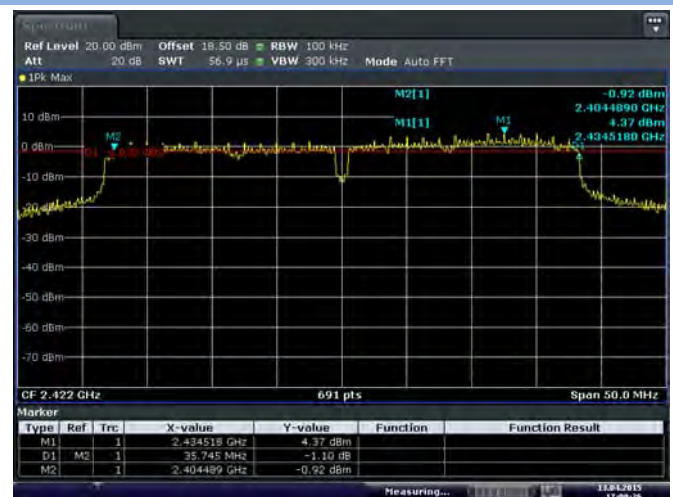 Spectrum
Ref Level 20.00 dBm Offset 18.50 dB RBW 100 kHz
Att 20 dB SWT 56.9 µs VBW 300 kHz Mode Auto FFT
1Pk Max
M2[1] -0.92 dBm
2.4044890 GHz
M1[1] 4.37 dBm
2.4345180 GHz
10 dBm
M1
M2
0 dBm
D1
D1
-10 dBm
-20 dBm
-30 dBm
-40 dBm
-50 dBm
-60 dBm
-70 dBm
CF 2.422 GHz 691 pts Span 50.0 MHz
Marker
Type Ref Trc X-value Y-value Function Function Result
M1 1 2.434518 GHz 4.37 dBm
D1 M2 1 35.745 MHz -1.10 dB
M2 1 2.404489 GHz -0.92 dBm
Measuring...
13.04.2015